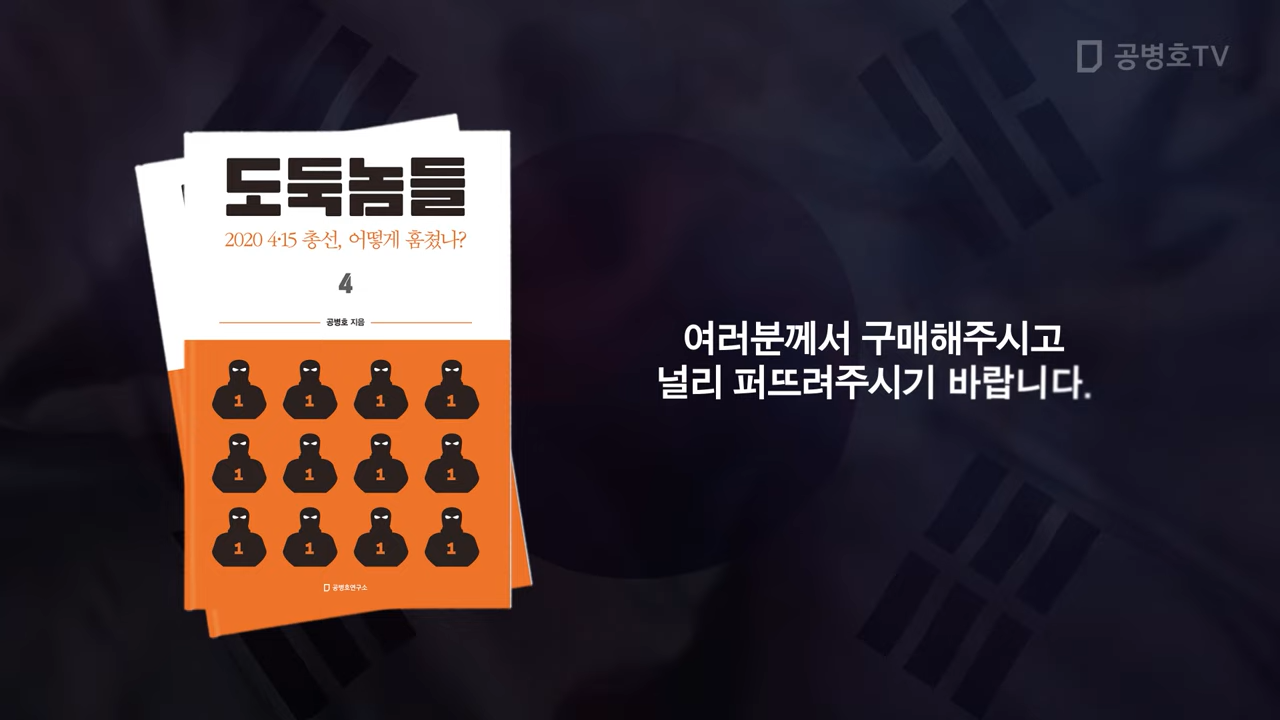 공병호TV
도둑놈들
2020 4·15 총선, 어떻게 훔쳤나?
4
공병호 지음
1 1 1 1
1 1 1 1
1 1 1 1
공병호연구소
여러분께서 구매해주시고
널리 퍼뜨려주시기 바랍니다.